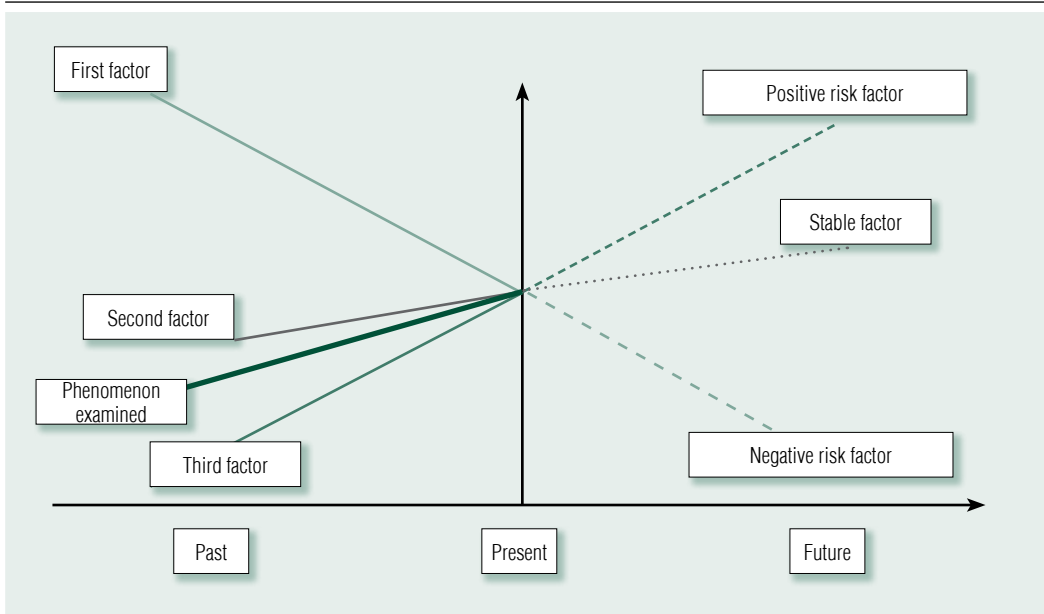 First factor
Positive risk factor
Stable factor
Second factor
Phenomenon
examined
Third factor
Negative risk factor
Past
Present
Future